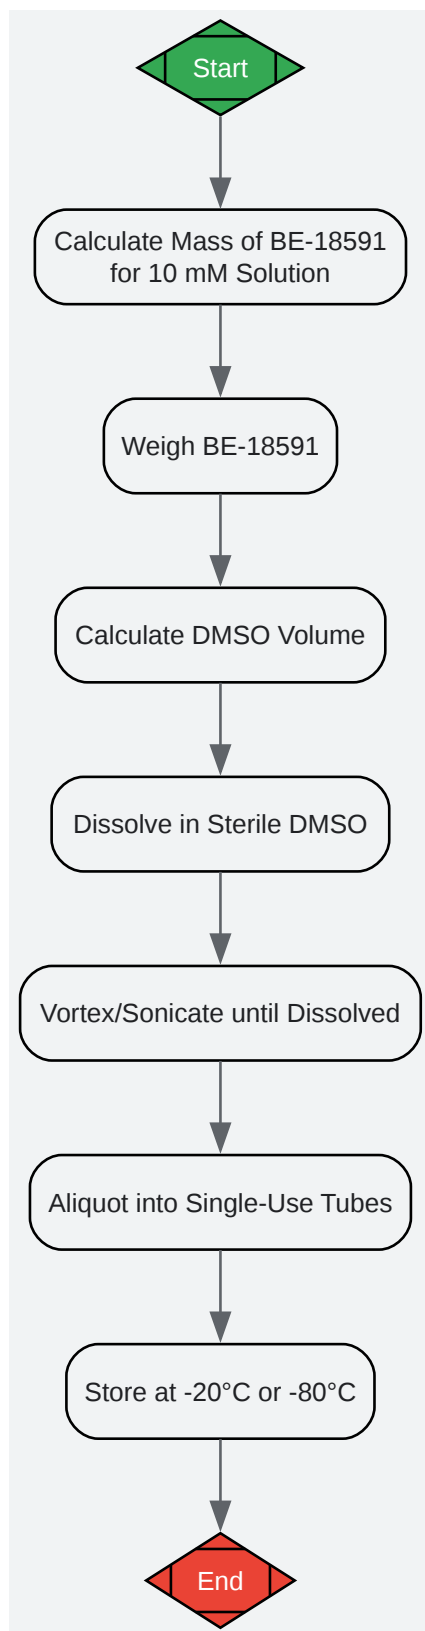 Start
Calculate Mass of BE-18591
for 10 mM Solution
Weigh BE-18591
Calculate DMSO Volume
Dissolve in Sterile DMSO
Vortex/Sonicate until Dissolved
Aliquot into Single-Use Tubes
Store at -20°C or -80°C
End